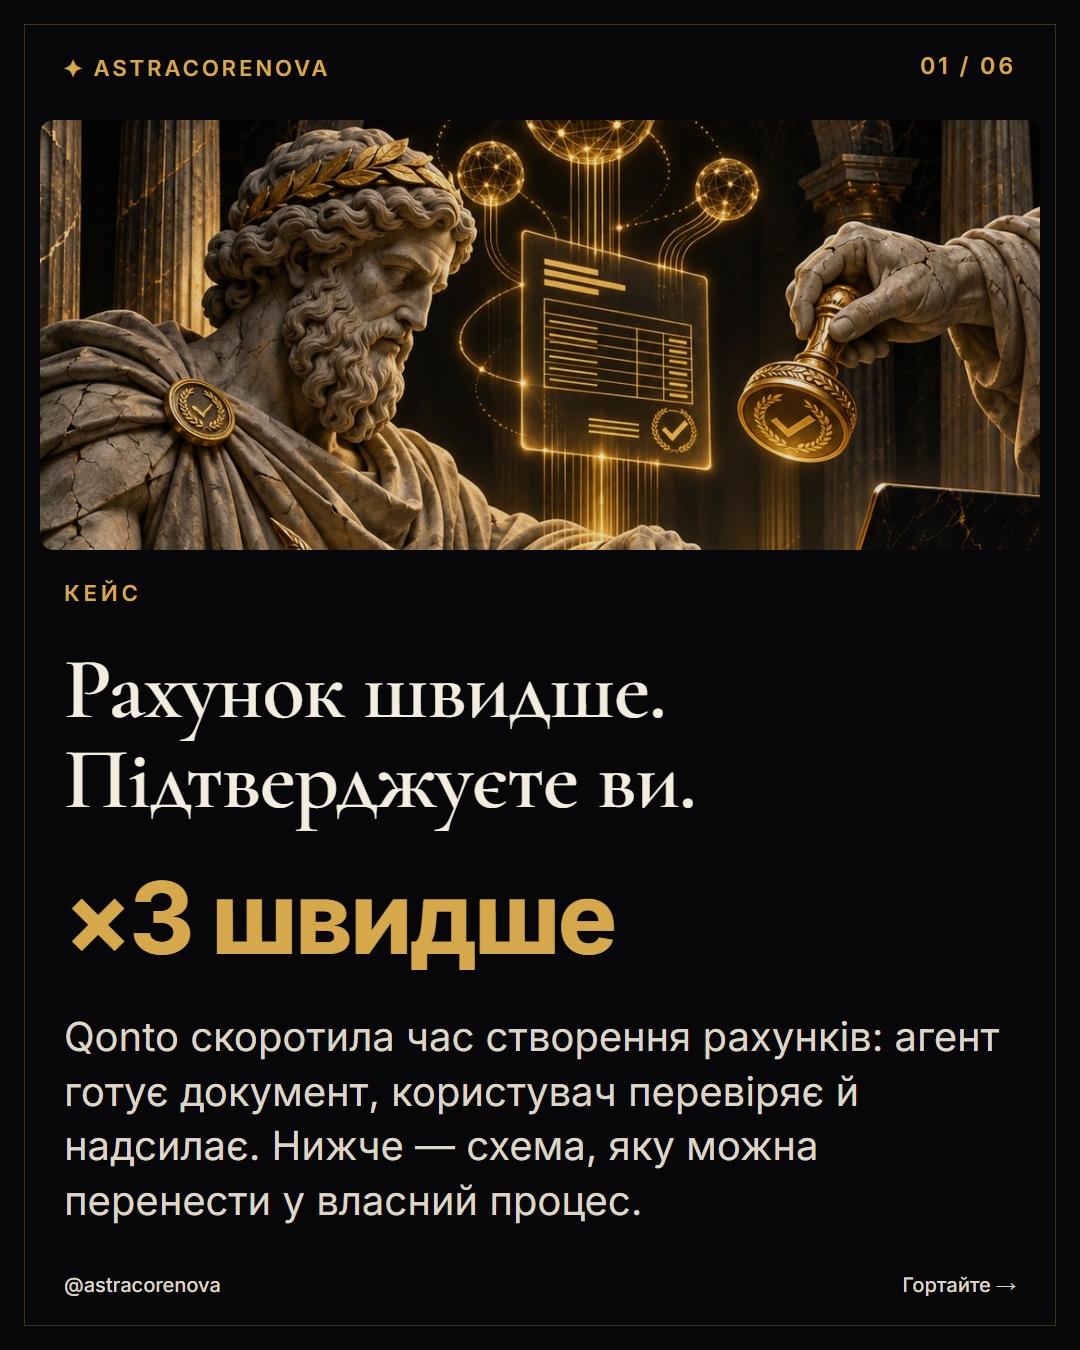 ✦ ASTRACORENOVA
01 / 06
КЕЙС
Рахунок швидше.
Підтверджуєте ви.
×3 швидше
Qonto скоротила час створення рахунків: агент
готує документ, користувач перевіряє й
надсилає. Нижче — схема, яку можна
перенести у власний процес.
@astracorenova
Гортайте →